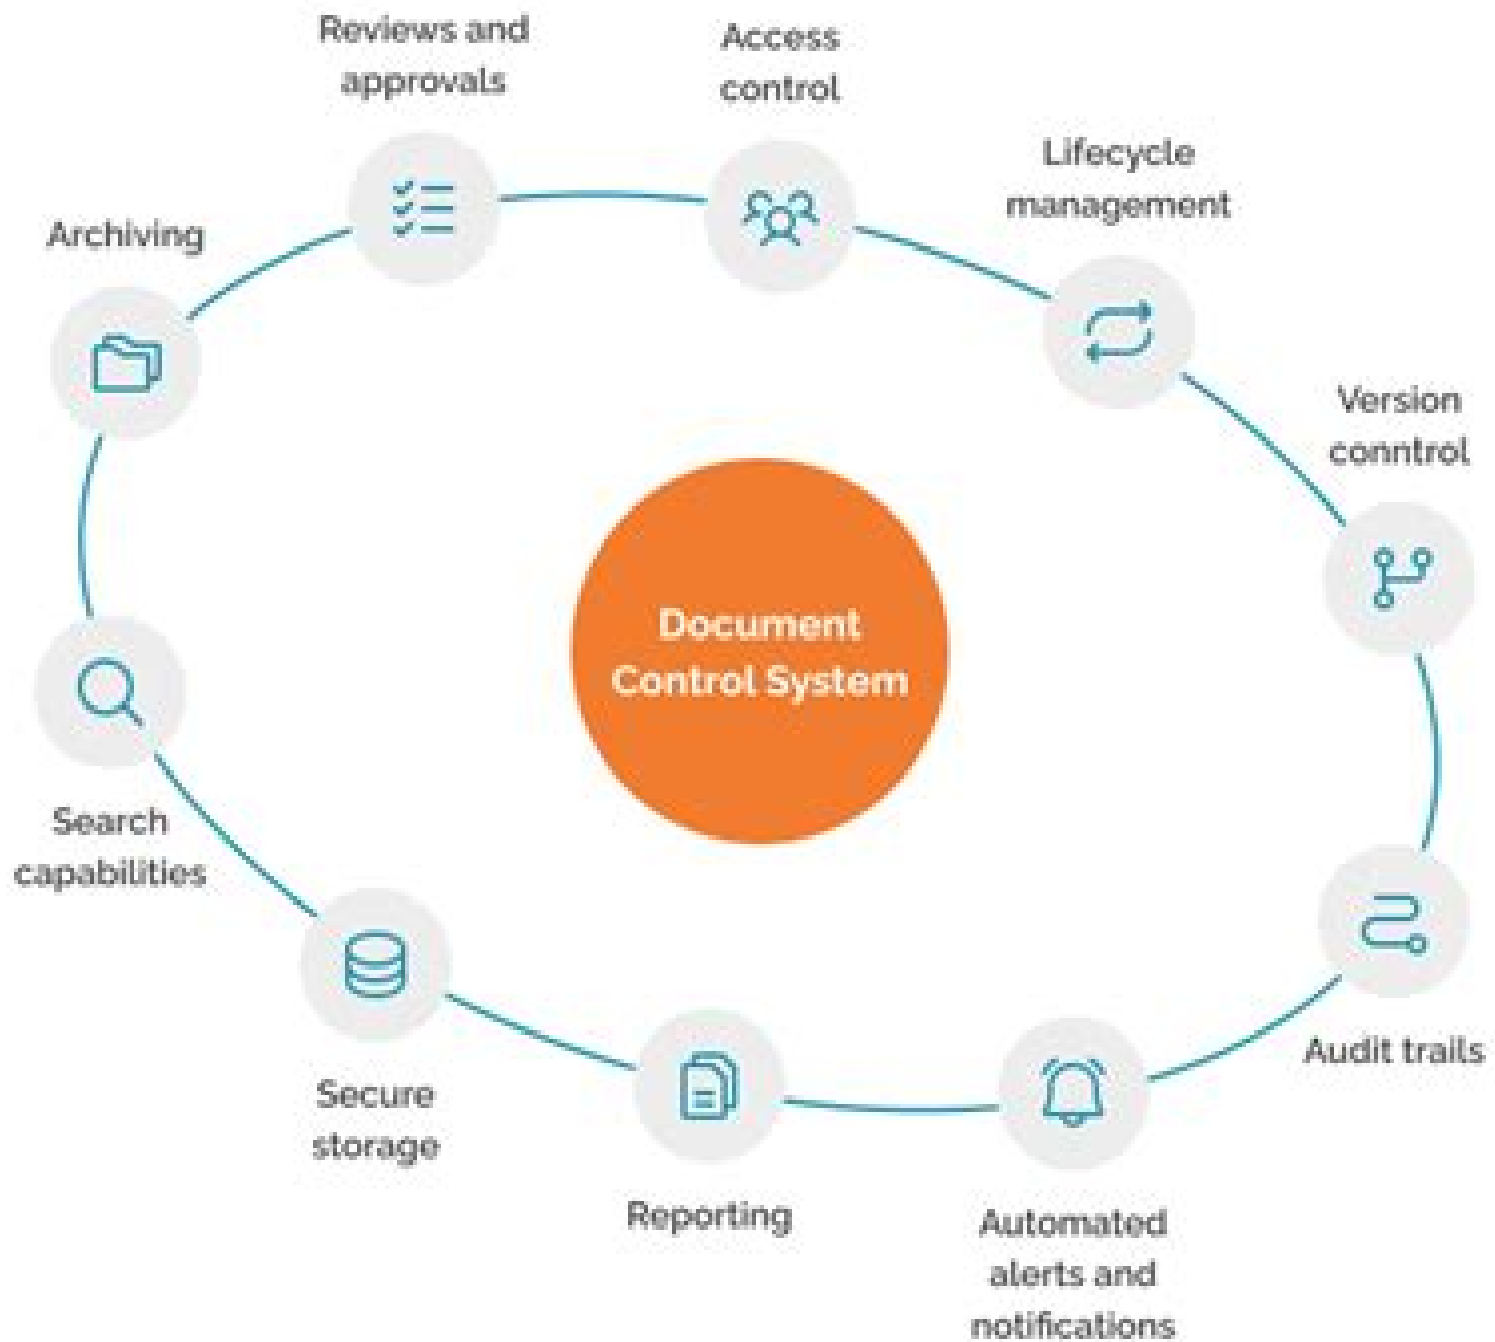 Reviews and
approvals
Access
control
Lifecycle
management
Archiving
Version
conntrol
Document
Control System
Search
capabilities
Audit trails
Secure
storage
Reporting
Automated
alerts and
notifications